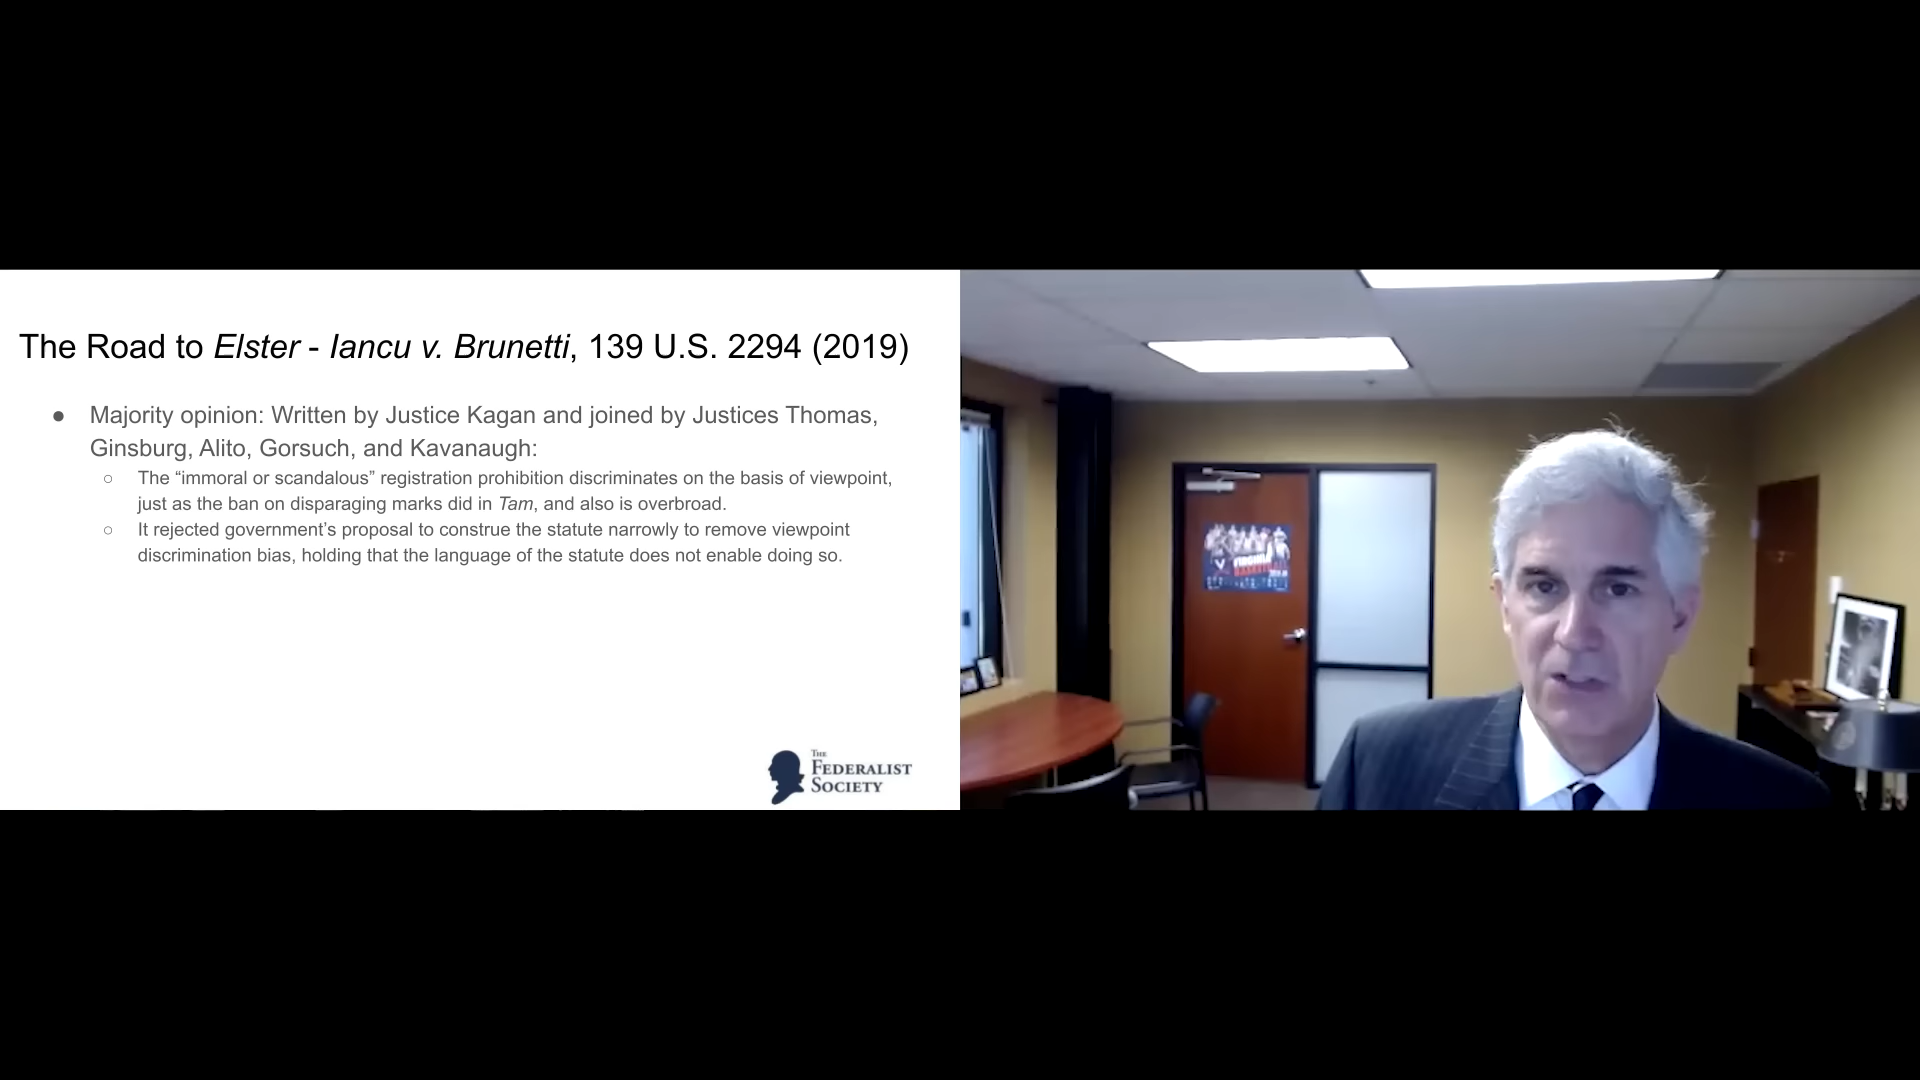 The Road to Elster - Iancu v. Brunetti, 139 U.S. 2294 (2019)
● Majority opinion: Written by Justice Kagan and joined by Justices Thomas,
Ginsburg, Alito, Gorsuch, and Kavanaugh:
○ The “immoral or scandalous” registration prohibition discriminates on the basis of viewpoint,
just as the ban on disparaging marks did in Tam, and also is overbroad.
○ It rejected government’s proposal to construe the statute narrowly to remove viewpoint
discrimination bias, holding that the language of the statute does not enable doing so.
THE
FEDERALIST
SOCIETY
VIRGINIA
BASKETBALL